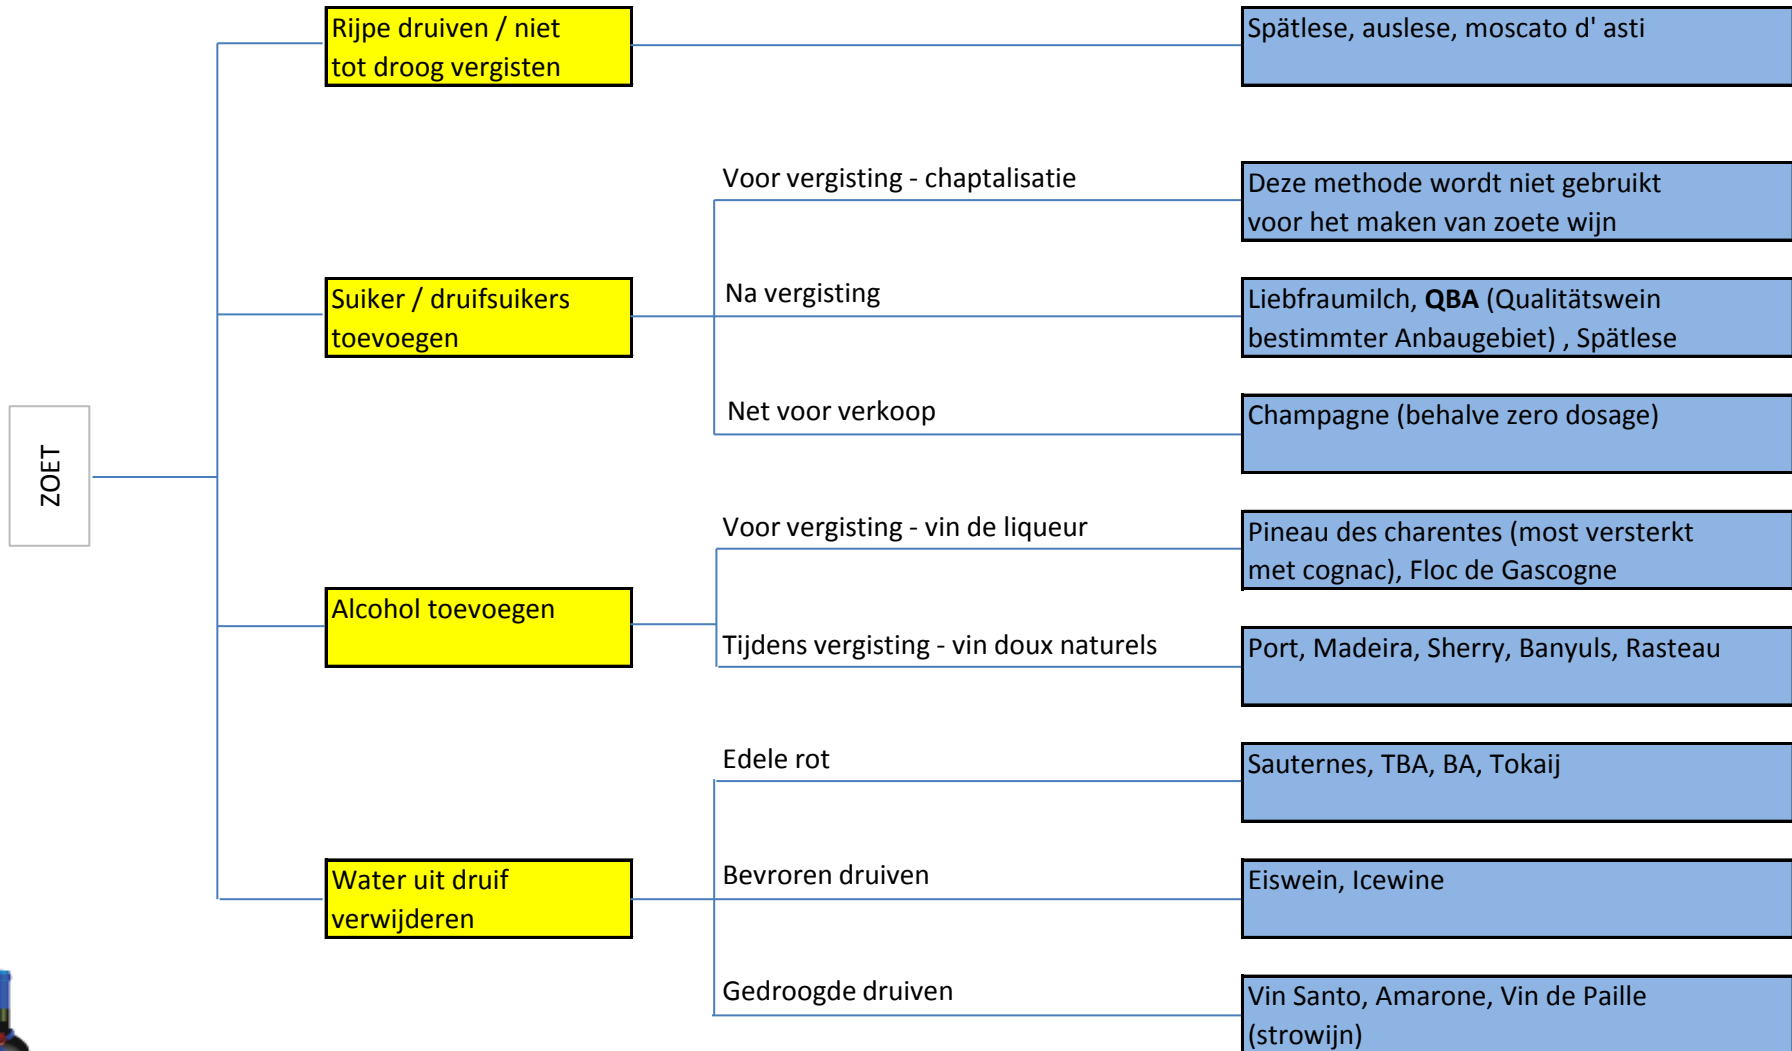 ZOET
Rijpe druiven / niet
tot droog vergisten
Spätlese, auslese, moscato d' asti
Suiker / druifsuikers
toevoegen
Voor vergisting - chaptalisatie
Deze methode wordt niet gebruikt
voor het maken van zoete wijn
Na vergisting
Liebfraumilch, QBA (Qualitätswein
bestimmter Anbaugebiet) , Spätlese
Net voor verkoop
Champagne (behalve zero dosage)
Alcohol toevoegen
Voor vergisting - vin de liqueur
Pineau des charentes (most versterkt
met cognac), Floc de Gascogne
Tijdens vergisting - vin doux naturels
Port, Madeira, Sherry, Banyuls, Rasteau
Water uit druif
verwijderen
Edele rot
Sauternes, TBA, BA, Tokaij
Bevroren druiven
Eiswein, Icewine
Gedroogde druiven
Vin Santo, Amarone, Vin de Paille
(strowijn)